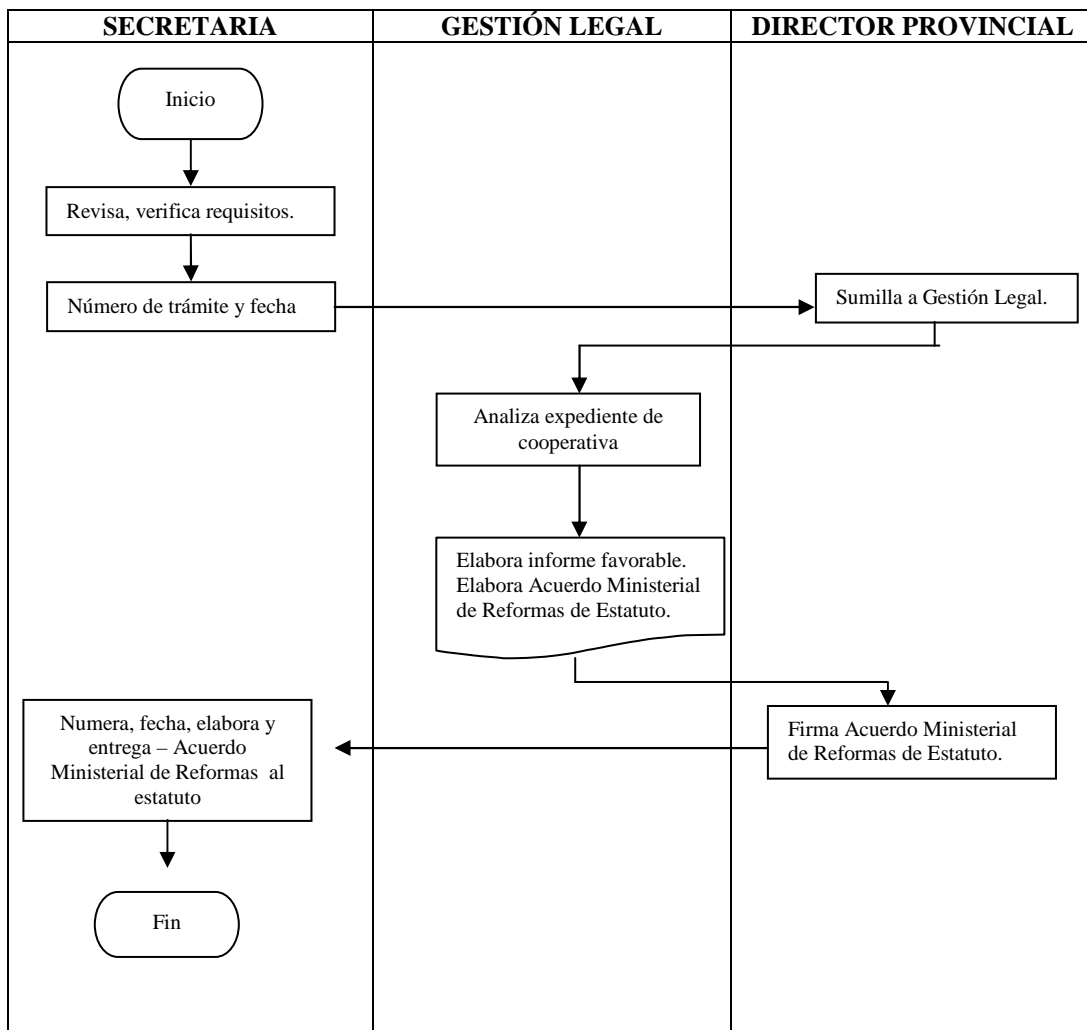 SECRETARIA
GESTIÓN LEGAL
DIRECTOR PROVINCIAL
Inicio
Revisa, verifica requisitos.
Número de trámite y fecha
Sumilla a Gestión Legal.
Analiza expediente de
cooperativa
Elabora informe favorable.
Elabora Acuerdo Ministerial
de Reformas de Estatuto.
Firma Acuerdo Ministerial
de Reformas de Estatuto.
Numera, fecha, elabora y
entrega – Acuerdo
Ministerial de Reformas al
estatuto
Fin